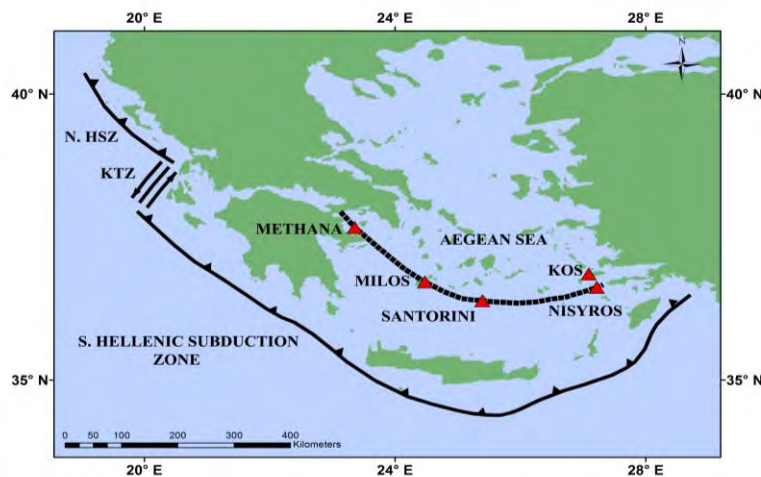 20° E 24° E 28° E
N
40° N 40° N
N. HSZ
KTZ
METHANA
AEGEAN SEA
KOS
MILOS
SANTORINI
NISYROS
S. HELLENIC SUBDUCTION
ZONE
35° N 35° N
0 50 100 200 300 400
Kilometers
20° E 24° E 28° E